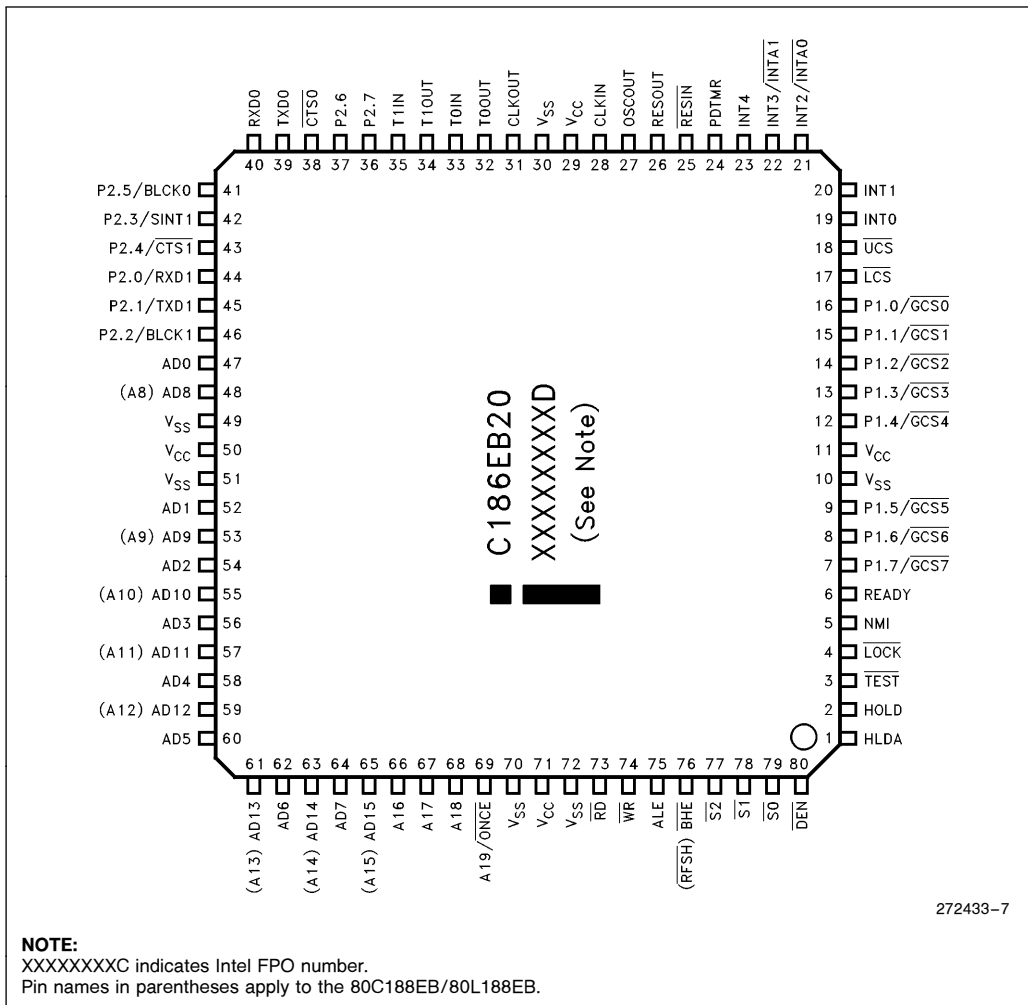 RXD0
TXD0
CTS0
P2.6
P2.7
T1IN
T1OUT
T0IN
T0OUT
CLKOUT
VSS
VCC
CLKIN
OSCOUT
RESOUT
RESIN
PDTMR
INT4
INT3/INTA1
INT2/INTA0
40 39 38 37 36 35 34 33 32 31 30 29 28 27 26 25 24 23 22 21
P2.5/BLCK0 41
P2.3/SINT1 42
P2.4/CTS1 43
P2.0/RXD1 44
P2.1/TXD1 45
P2.2/BLCK1 46
AD0 47
(A8) AD8 48
VSS 49
VCC 50
VSS 51
AD1 52
(A9) AD9 53
AD2 54
(A10) AD10 55
AD3 56
(A11) AD11 57
AD4 58
(A12) AD12 59
AD5 60
C186EB20
XXXXXXXXD
(See Note)
20 INT1
19 INT0
18 UCS
17 LCS
16 P1.0/GCS0
15 P1.1/GCS1
14 P1.2/GCS2
13 P1.3/GCS3
12 P1.4/GCS4
11 VCC
10 VSS
9 P1.5/GCS5
8 P1.6/GCS6
7 P1.7/GCS7
6 READY
5 NMI
4 LOCK
3 TEST
2 HOLD
1 HLDA
61 62 63 64 65 66 67 68 69 70 71 72 73 74 75 76 77 78 79 80
(A13) AD13
AD6
(A14) AD14
AD7
(A15) AD15
A16
A17
A18
A19/ONCE
VSS
VCC
VSS
RD
WR
ALE
(RFSH) BHE
S2
S1
S0
DEN
272433–7
NOTE:
XXXXXXXXC indicates Intel FPO number.
Pin names in parentheses apply to the 80C188EB/80L188EB.